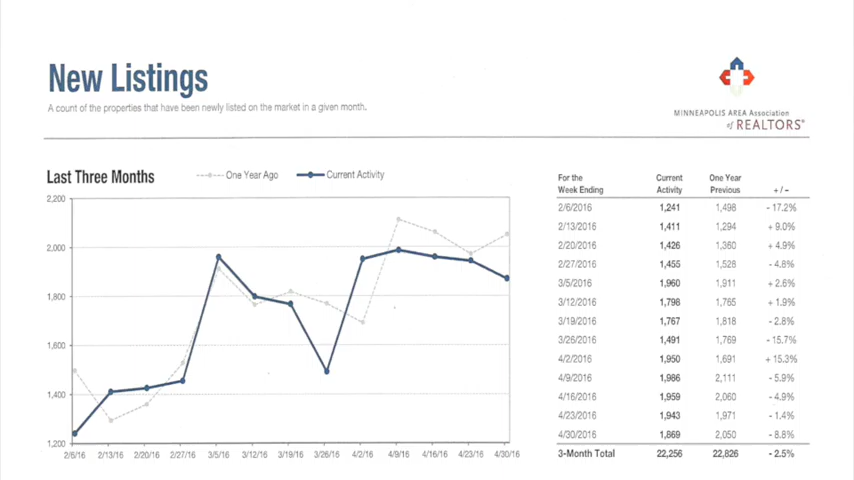 New Listings
A count of the properties that have been newly listed on the market in a given month.
MINNEAPOLIS AREA Association
of REALTORS®
Last Three Months
One Year Ago
Current Activity
2,200
2,000
1,800
1,600
1,400
1,200
2/6/16 2/13/16 2/20/16 2/27/16 3/5/16 3/12/16 3/19/16 3/26/16 4/2/16 4/9/16 4/16/16 4/23/16 4/30/16
For the Current One Year
Week Ending Activity Previous + / –
2/6/2016 1,241 1,498 - 17.2%
2/13/2016 1,411 1,294 + 9.0%
2/20/2016 1,426 1,360 + 4.9%
2/27/2016 1,455 1,528 - 4.8%
3/5/2016 1,960 1,911 + 2.6%
3/12/2016 1,798 1,765 + 1.9%
3/19/2016 1,767 1,818 - 2.8%
3/26/2016 1,491 1,769 - 15.7%
4/2/2016 1,950 1,691 + 15.3%
4/9/2016 1,986 2,111 - 5.9%
4/16/2016 1,959 2,060 - 4.9%
4/23/2016 1,943 1,971 - 1.4%
4/30/2016 1,869 2,050 - 8.8%
3-Month Total 22,256 22,826 - 2.5%